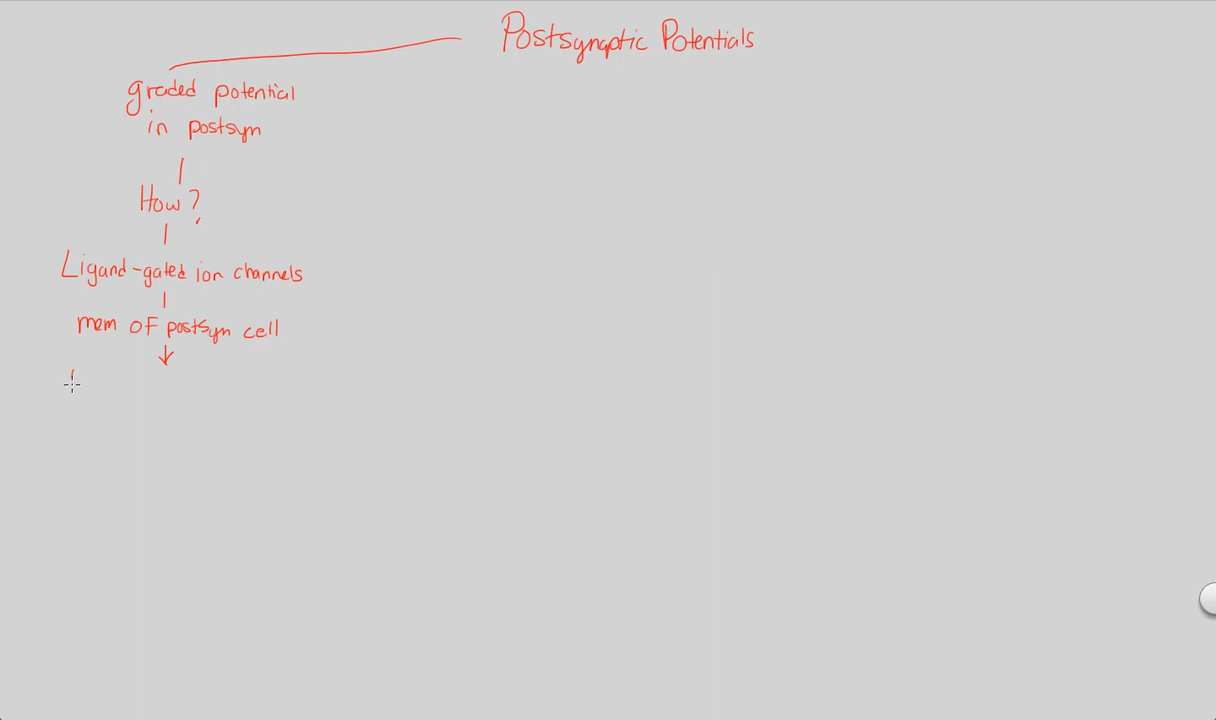 Postsynaptic Potentials
graded potential
in postsyn
How?
Ligand-gated ion channels
mem of postsyn cell